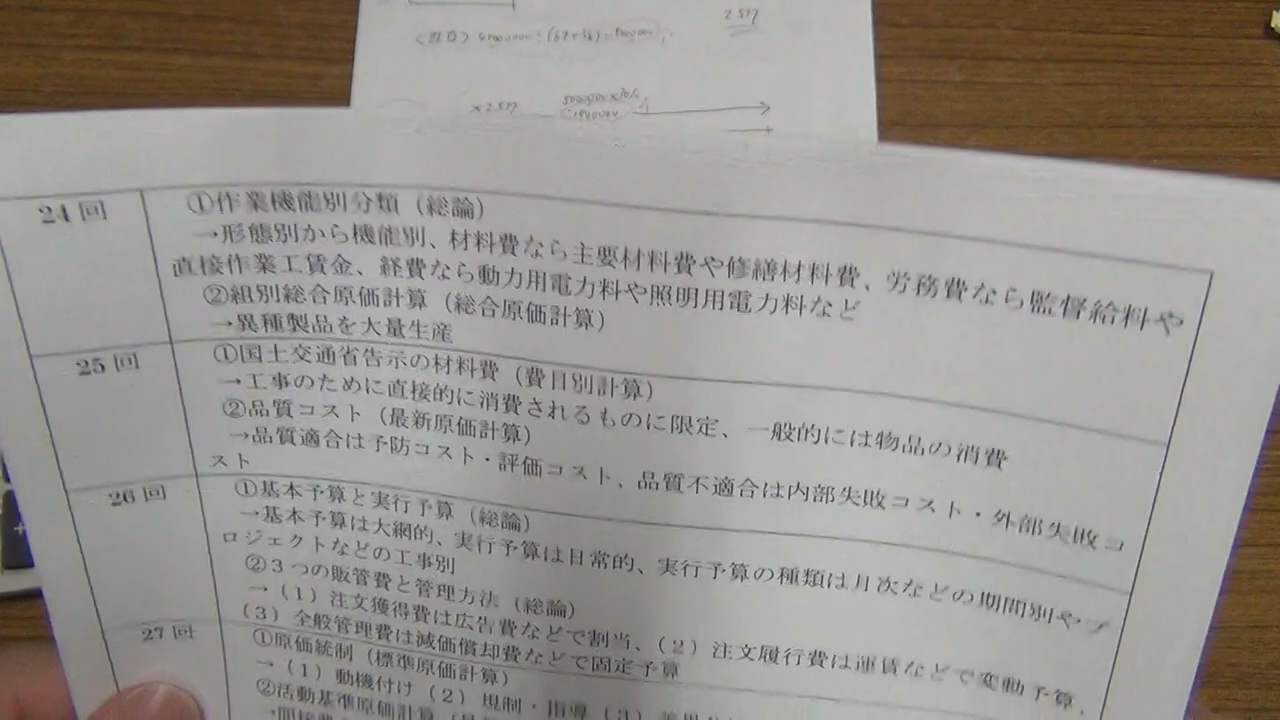 2.577
×2.577
24回
①作業機能別分類（総論）
→形態別から機能別、材料費なら主要材料費や修繕材料費、労務費なら監督給料や
直接作業工賃金、経費なら動力用電力料や照明用電力料など
②組別総合原価計算（総合原価計算）
→異種製品を大量生産
25回
①国土交通省告示の材料費（費目別計算）
→工事のために直接的に消費されるものに限定、一般的には物品の消費
②品質コスト（最新原価計算）
→品質適合は予防コスト・評価コスト、品質不適合は内部失敗コスト・外部失敗コ
スト
26回
①基本予算と実行予算（総論）
→基本予算は大綱的、実行予算は日常的、実行予算の種類は月次などの期間別やプ
ロジェクトなどの工事別
②３つの販管費と管理方法（総論）
→（1）注文獲得費は広告費などで割当、（2）注文履行費は運賃などで変動予算、
（3）全般管理費は減価償却費などで固定予算
27回
①原価統制（標準原価計算）
→（1）動機付け（2）規制・指導（3）
②活動基準原価計算